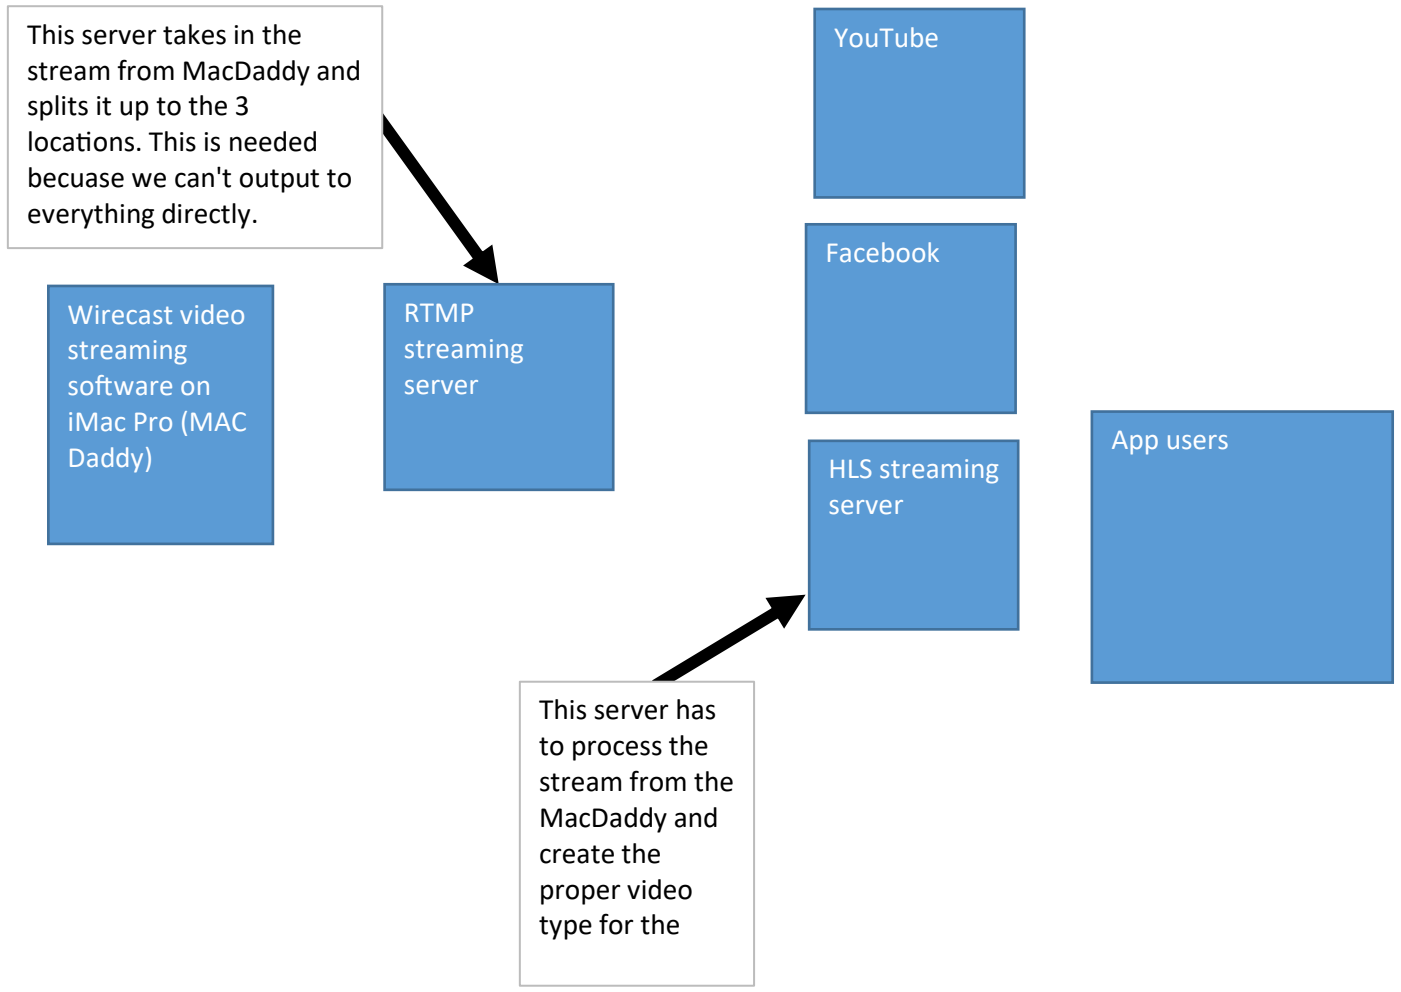 This server takes in the
stream from MacDaddy and
splits it up to the 3
locations. This is needed
becuase we can't output to
everything directly.
YouTube
Facebook
Wirecast video
streaming
software on
iMac Pro (MAC
Daddy)
RTMP
streaming
server
HLS streaming
server
App users
This server has
to process the
stream from the
MacDaddy and
create the
proper video
type for the